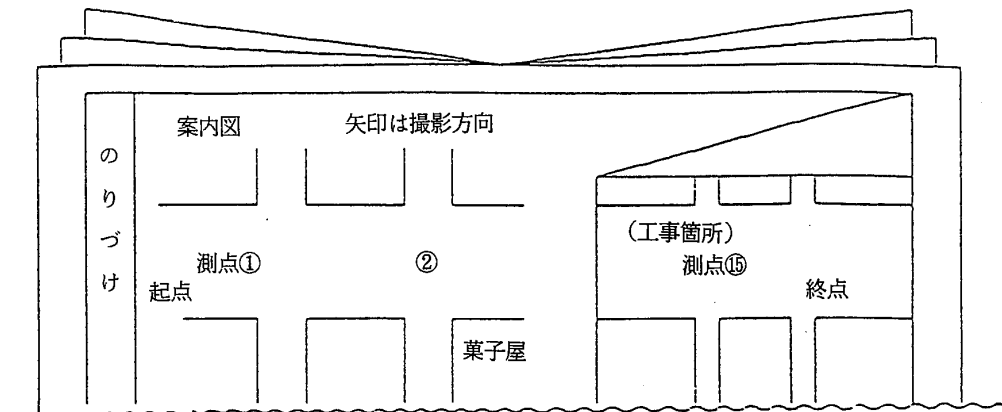 案内図
矢印は撮影方向
のりづけ
(工事箇所)
測点①
②
測点⑮
起点
終点
菓子屋